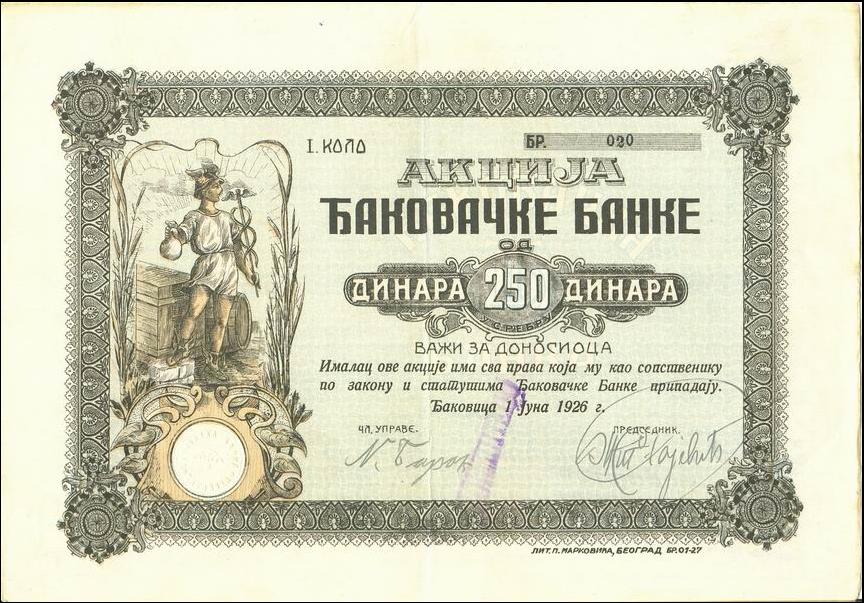 I. КОЛО
БР. 020
АКЦИЈА
ЂАКОВАЧКЕ БАНКЕ
ОД
ДИНАРА 250 ДИНАРА
У СРЕБРУ
ВАЖИ ЗА ДОНОСИОЦА
Ималац ове акције има сва права која му као сопственику
по закону и статутима Ђаковачке Банке припадају.
Ђаковица 1 Јуна 1926 г.
ЧЛ. УПРАВЕ.
ПРЕДСЕДНИК.
ЛИТ. П. МАРКОВИЋА, БЕОГРАД БР. 01-27